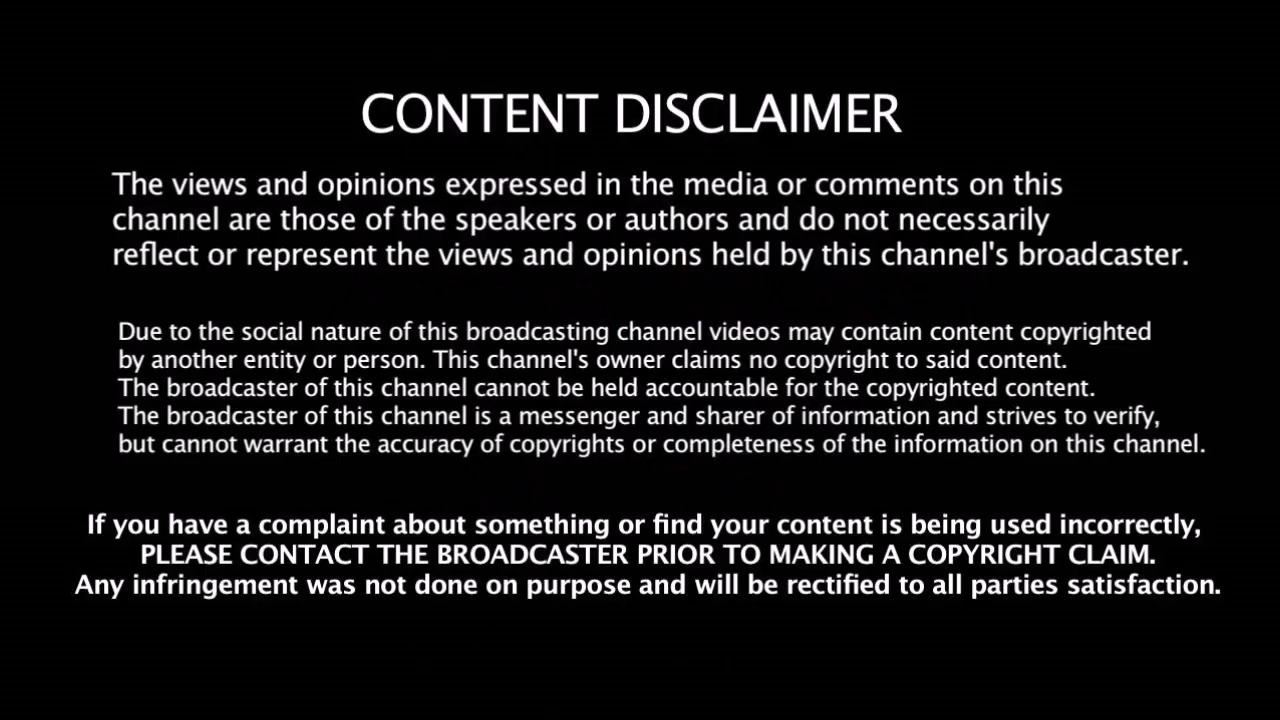 CONTENT DISCLAIMER
The views and opinions expressed in the media or comments on this
channel are those of the speakers or authors and do not necessarily
reflect or represent the views and opinions held by this channel's broadcaster.
Due to the social nature of this broadcasting channel videos may contain content copyrighted
by another entity or person. This channel's owner claims no copyright to said content.
The broadcaster of this channel cannot be held accountable for the copyrighted content.
The broadcaster of this channel is a messenger and sharer of information and strives to verify,
but cannot warrant the accuracy of copyrights or completeness of the information on this channel.
If you have a complaint about something or find your content is being used incorrectly,
PLEASE CONTACT THE BROADCASTER PRIOR TO MAKING A COPYRIGHT CLAIM.
Any infringement was not done on purpose and will be rectified to all parties satisfaction.